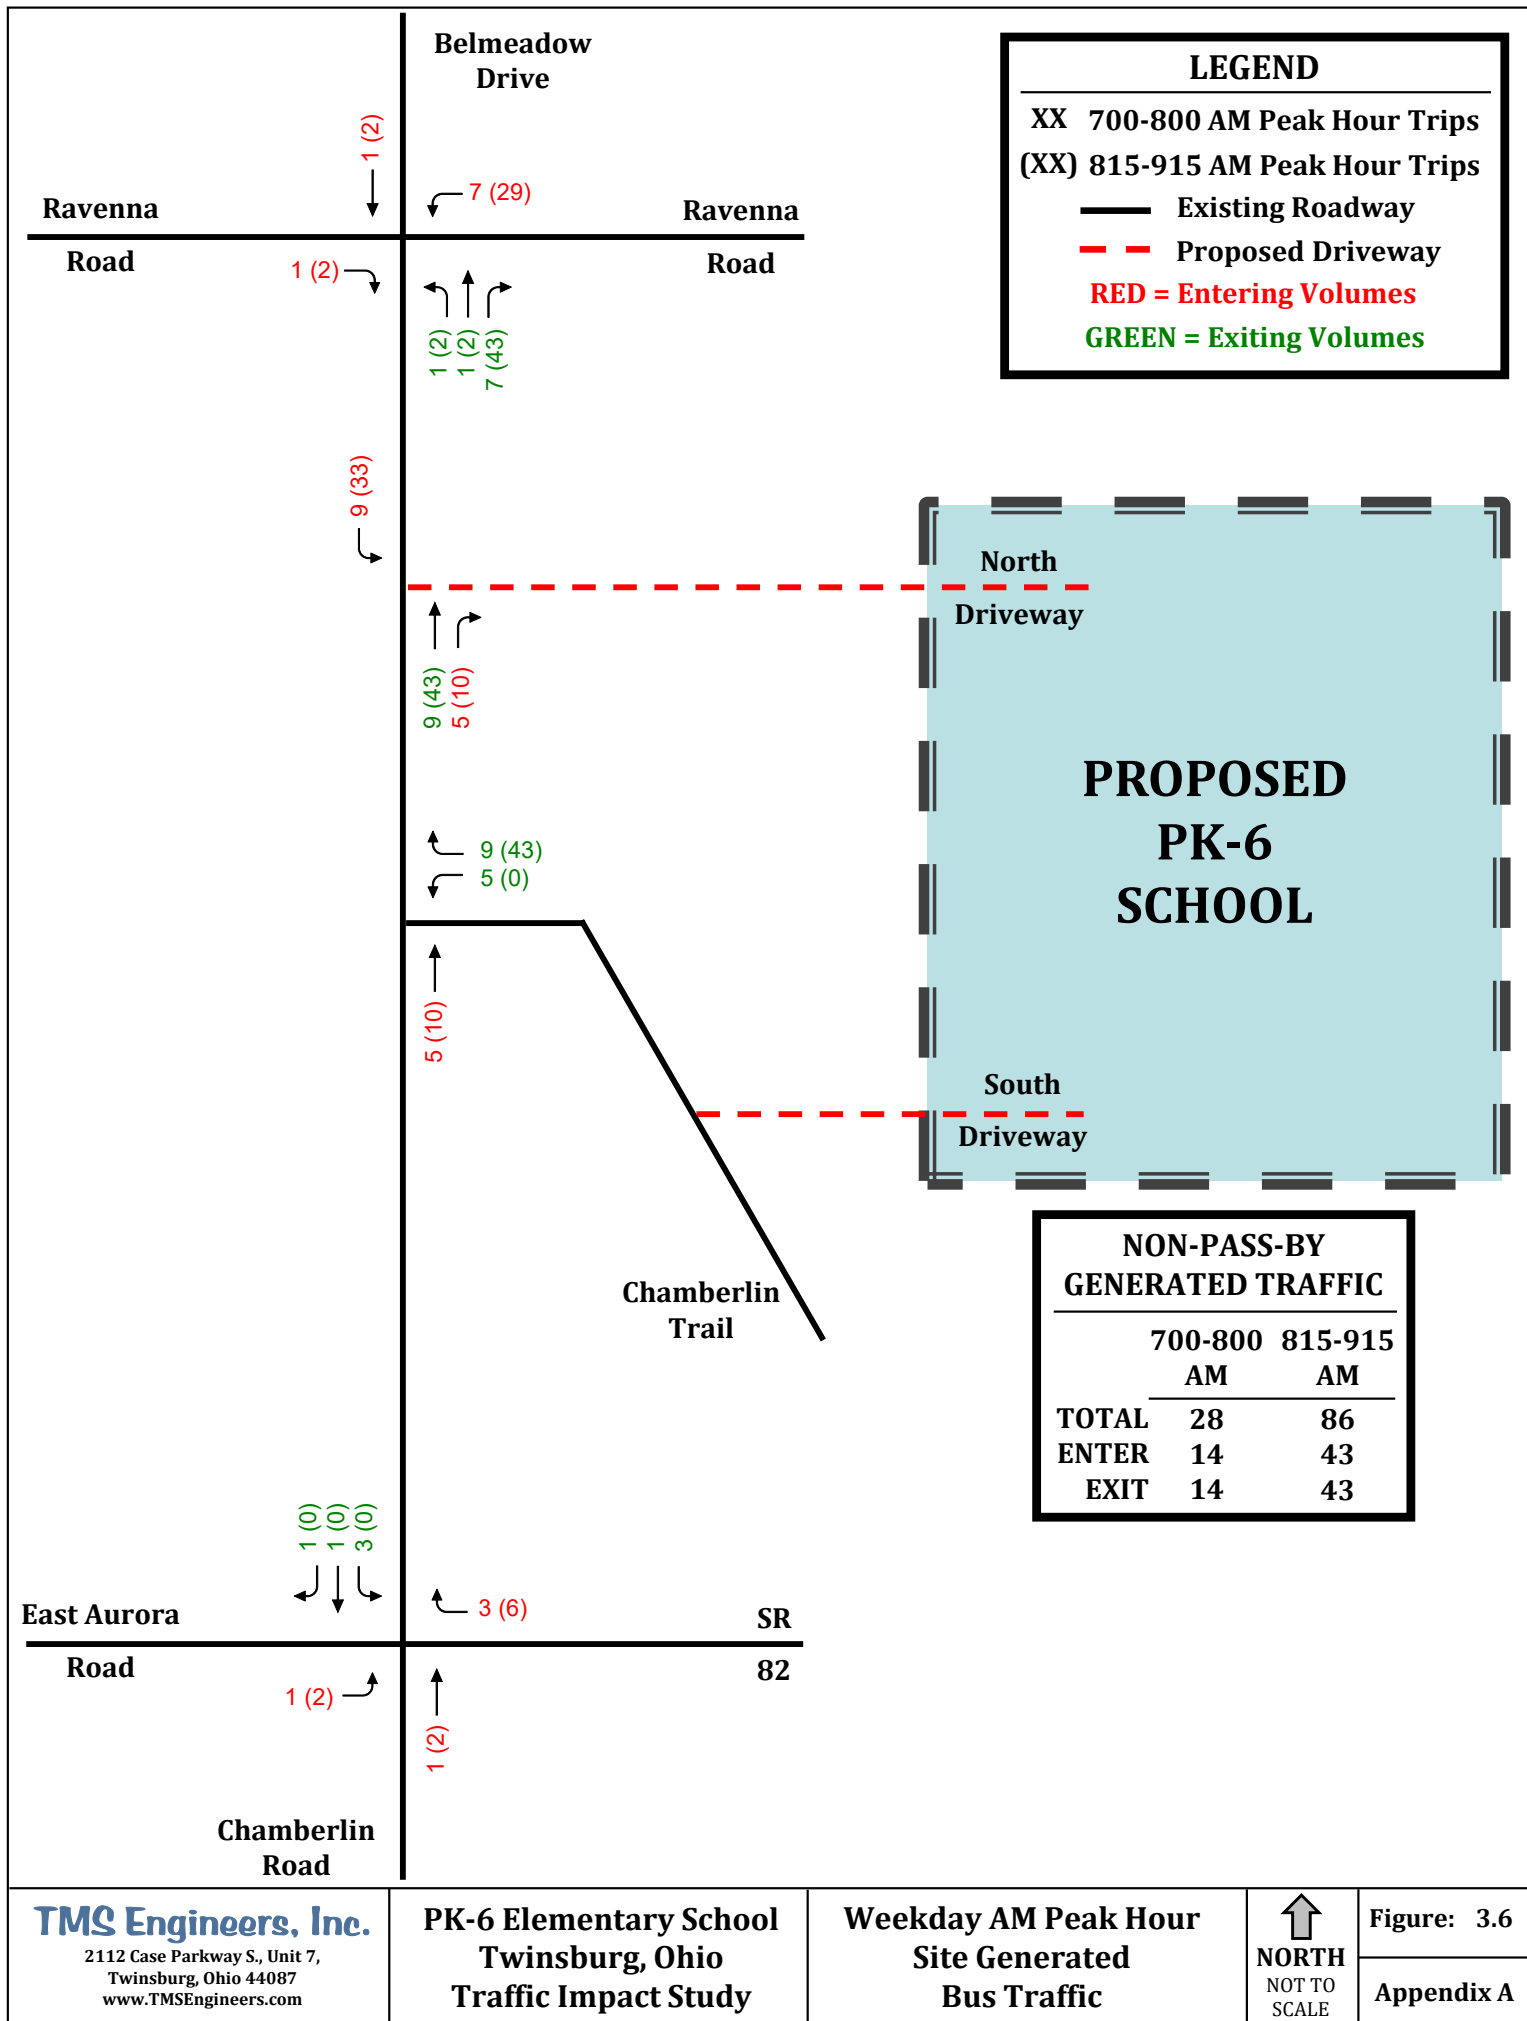 Belmeadow
Drive
LEGEND
XX 700-800 AM Peak Hour Trips
(XX) 815-915 AM Peak Hour Trips
Existing Roadway
Proposed Driveway
RED = Entering Volumes
GREEN = Exiting Volumes
1 (2)
7 (29)
Ravenna
Road
Ravenna
Road
1 (2)
1 (2)
1 (2)
7 (43)
9 (33)
North
Driveway
9 (43)
5 (10)
PROPOSED
PK-6
SCHOOL
9 (43)
5 (0)
5 (10)
South
Driveway
Chamberlin
Trail
NON-PASS-BY
GENERATED TRAFFIC
700-800 815-915
AM AM
TOTAL 28 86
ENTER 14 43
EXIT 14 43
1 (0)
1 (0)
3 (0)
3 (6)
East Aurora
Road
SR
82
1 (2)
1 (2)
Chamberlin
Road
TMS Engineers, Inc.
2112 Case Parkway S., Unit 7,
Twinsburg, Ohio 44087
www.TMSEngineers.com
PK-6 Elementary School
Twinsburg, Ohio
Traffic Impact Study
Weekday AM Peak Hour
Site Generated
Bus Traffic
NORTH
NOT TO
SCALE
Figure: 3.6
Appendix A